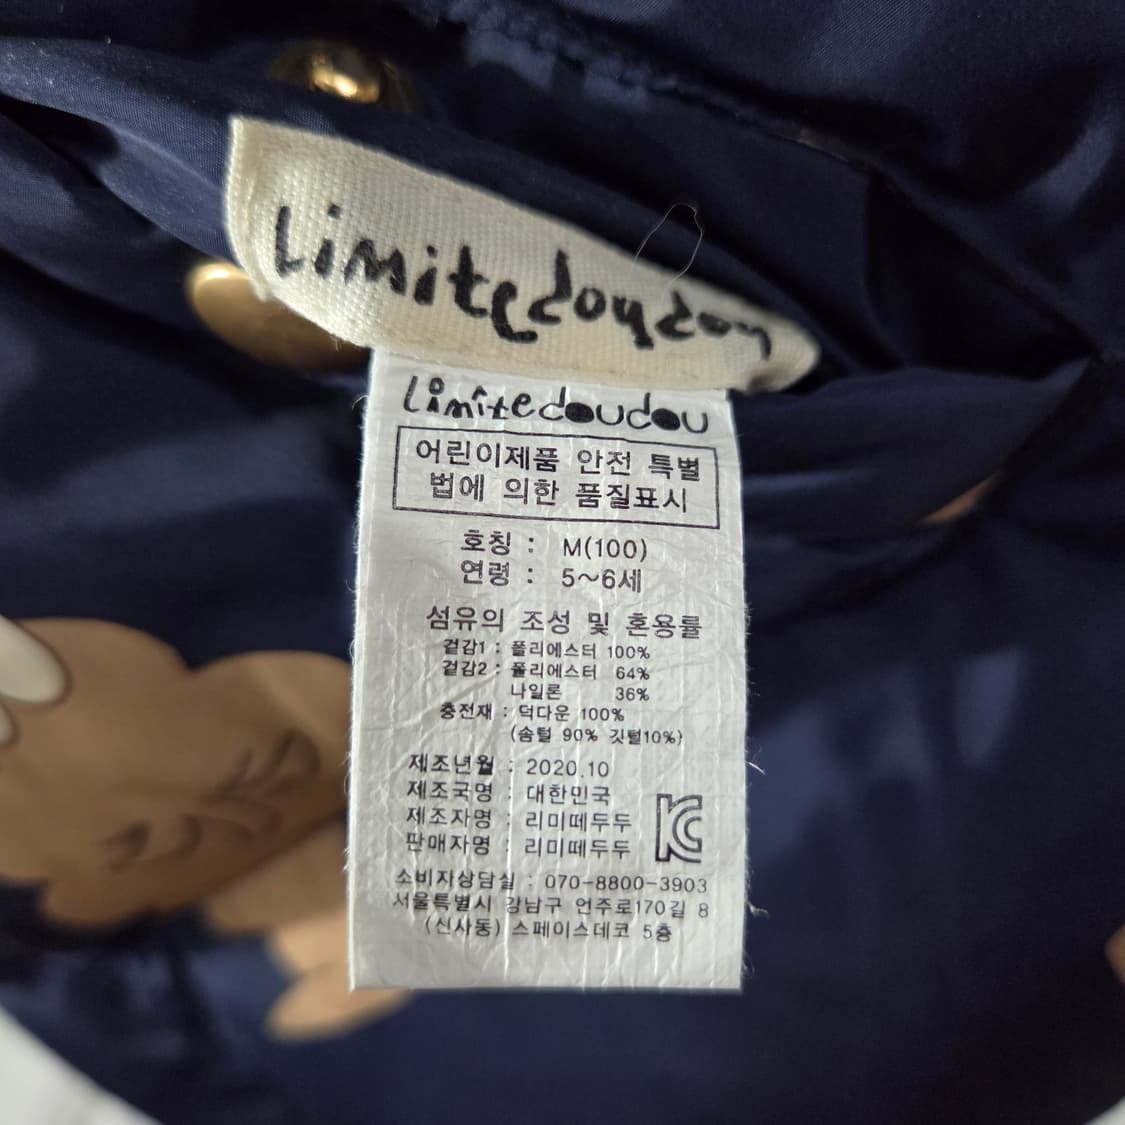 Limitedoudou
Limitedoudou
어린이제품 안전 특별
법에 의한 품질표시
호칭 : M(100)
연령 : 5~6세
섬유의 조성 및 혼용률
겉감1 : 폴리에스터 100%
겉감2 : 폴리에스터 64%
나일론 36%
충전재 : 덕다운 100%
(솜털 90% 깃털10%)
제조년월 : 2020.10
제조국명 : 대한민국
제조자명 : 리미떼두두
판매자명 : 리미떼두두
KC
소비자상담실 : 070-8800-3903
서울특별시 강남구 언주로170길 8
(신사동) 스페이스데코 5층